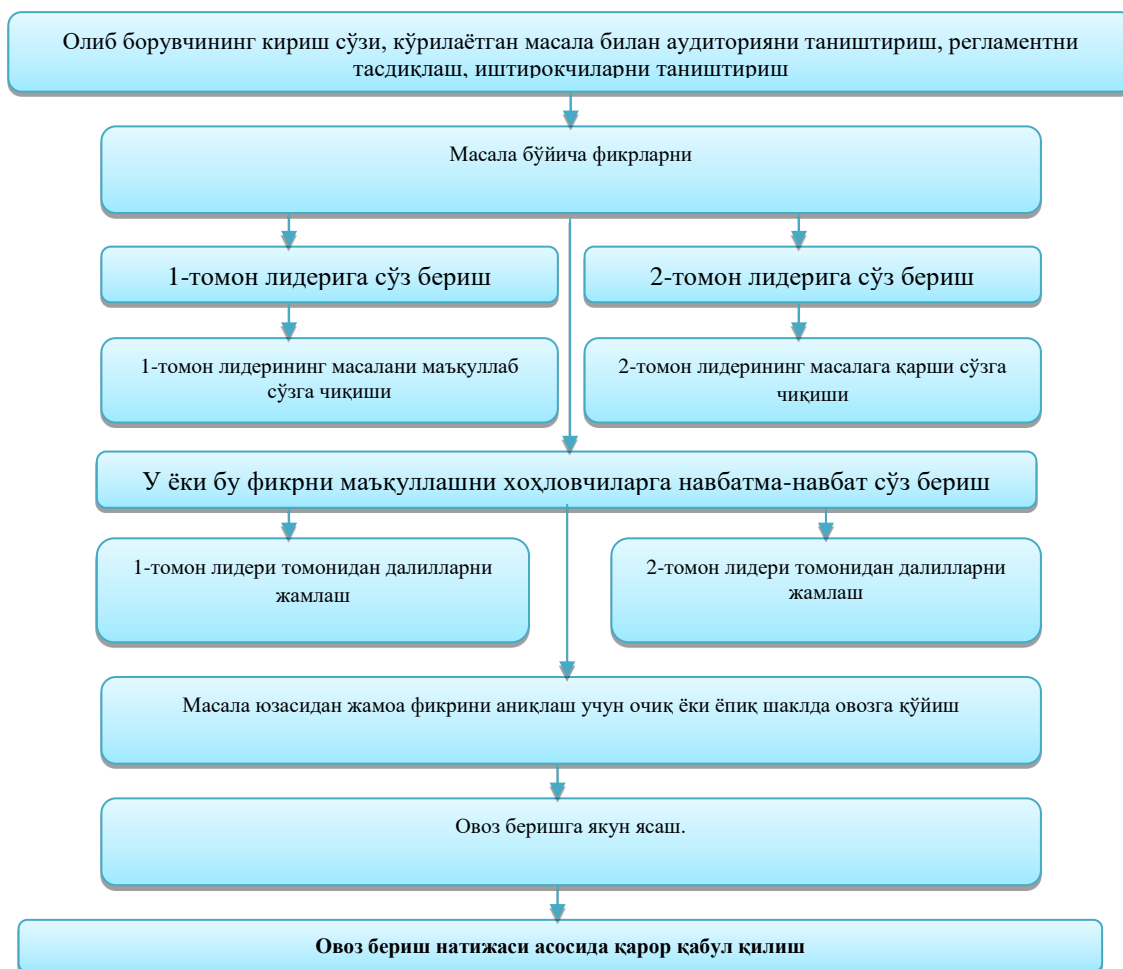 Олиб борувчининг кириш сўзи, кўрилаётган масала билан аудиторияни таништириш, регламентни
тасдиқлаш, иштирокчиларни таништириш
Масала бўйича фикрларни
1-томон лидерига сўз бериш
2-томон лидерига сўз бериш
1-томон лидерининг масалани маъқуллаб
сўзга чиқиши
2-томон лидерининг масалага қарши сўзга
чиқиши
У ёки бу фикрни маъқуллашни хоҳловчиларга навбатма-навбат сўз бериш
1-томон лидери томонидан далилларни
жамлаш
2-томон лидери томонидан далилларни
жамлаш
Масала юзасидан жамоа фикрини аниқлаш учун очиқ ёки ёпиқ шаклда овозга қўйиш
Овоз беришга якун ясаш.
Овоз бериш натижаси асосида қарор қабул қилиш